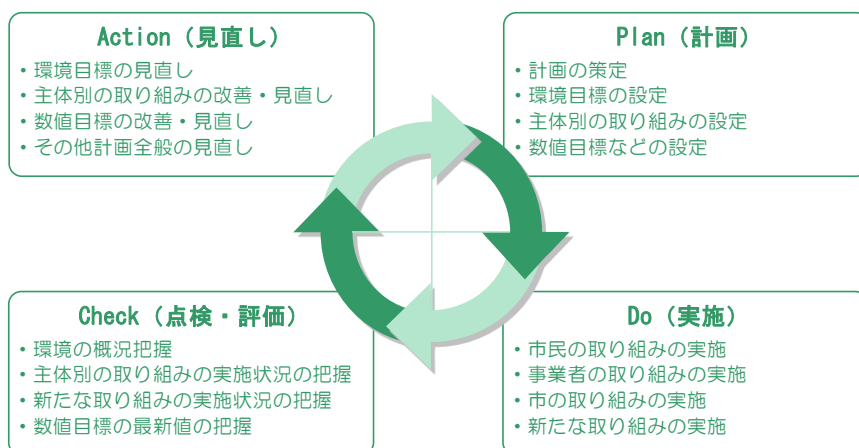 Action（見直し）
・環境目標の見直し
・主体別の取り組みの改善・見直し
・数値目標の改善・見直し
・その他計画全般の見直し
Plan（計画）
・計画の策定
・環境目標の設定
・主体別の取り組みの設定
・数値目標などの設定
Check（点検・評価）
・環境の概況把握
・主体別の取り組みの実施状況の把握
・新たな取り組みの実施状況の把握
・数値目標の最新値の把握
Do（実施）
・市民の取り組みの実施
・事業者の取り組みの実施
・市の取り組みの実施
・新たな取り組みの実施